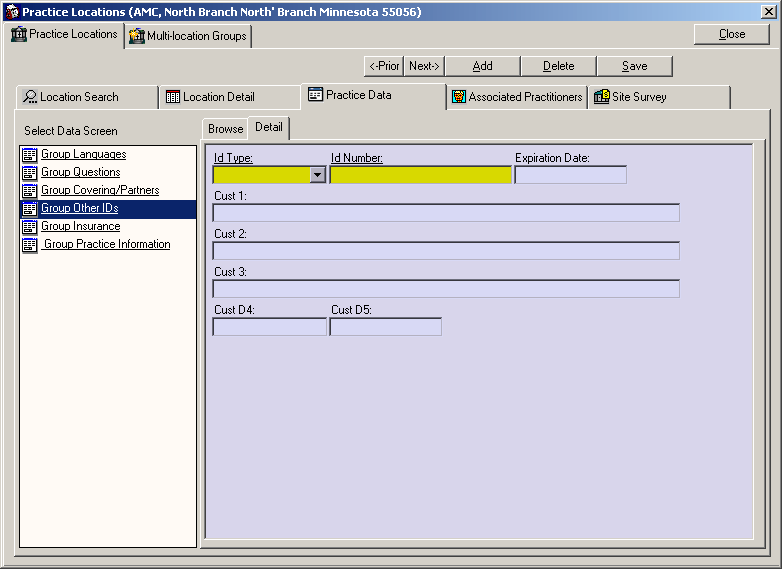 Practice Locations (AMC, North Branch North' Branch Minnesota 55056)
Practice Locations
Multi-location Groups
Close
<-Prior
Next->
Add
Delete
Save
Location Search
Location Detail
Practice Data
Associated Practitioners
Site Survey
Select Data Screen
Browse
Detail
Group Languages
Group Questions
Group Covering/Partners
Group Other IDs
Group Insurance
Group Practice Information
Id Type:
Id Number:
Expiration Date:
Cust 1:
Cust 2:
Cust 3:
Cust D4:
Cust D5: